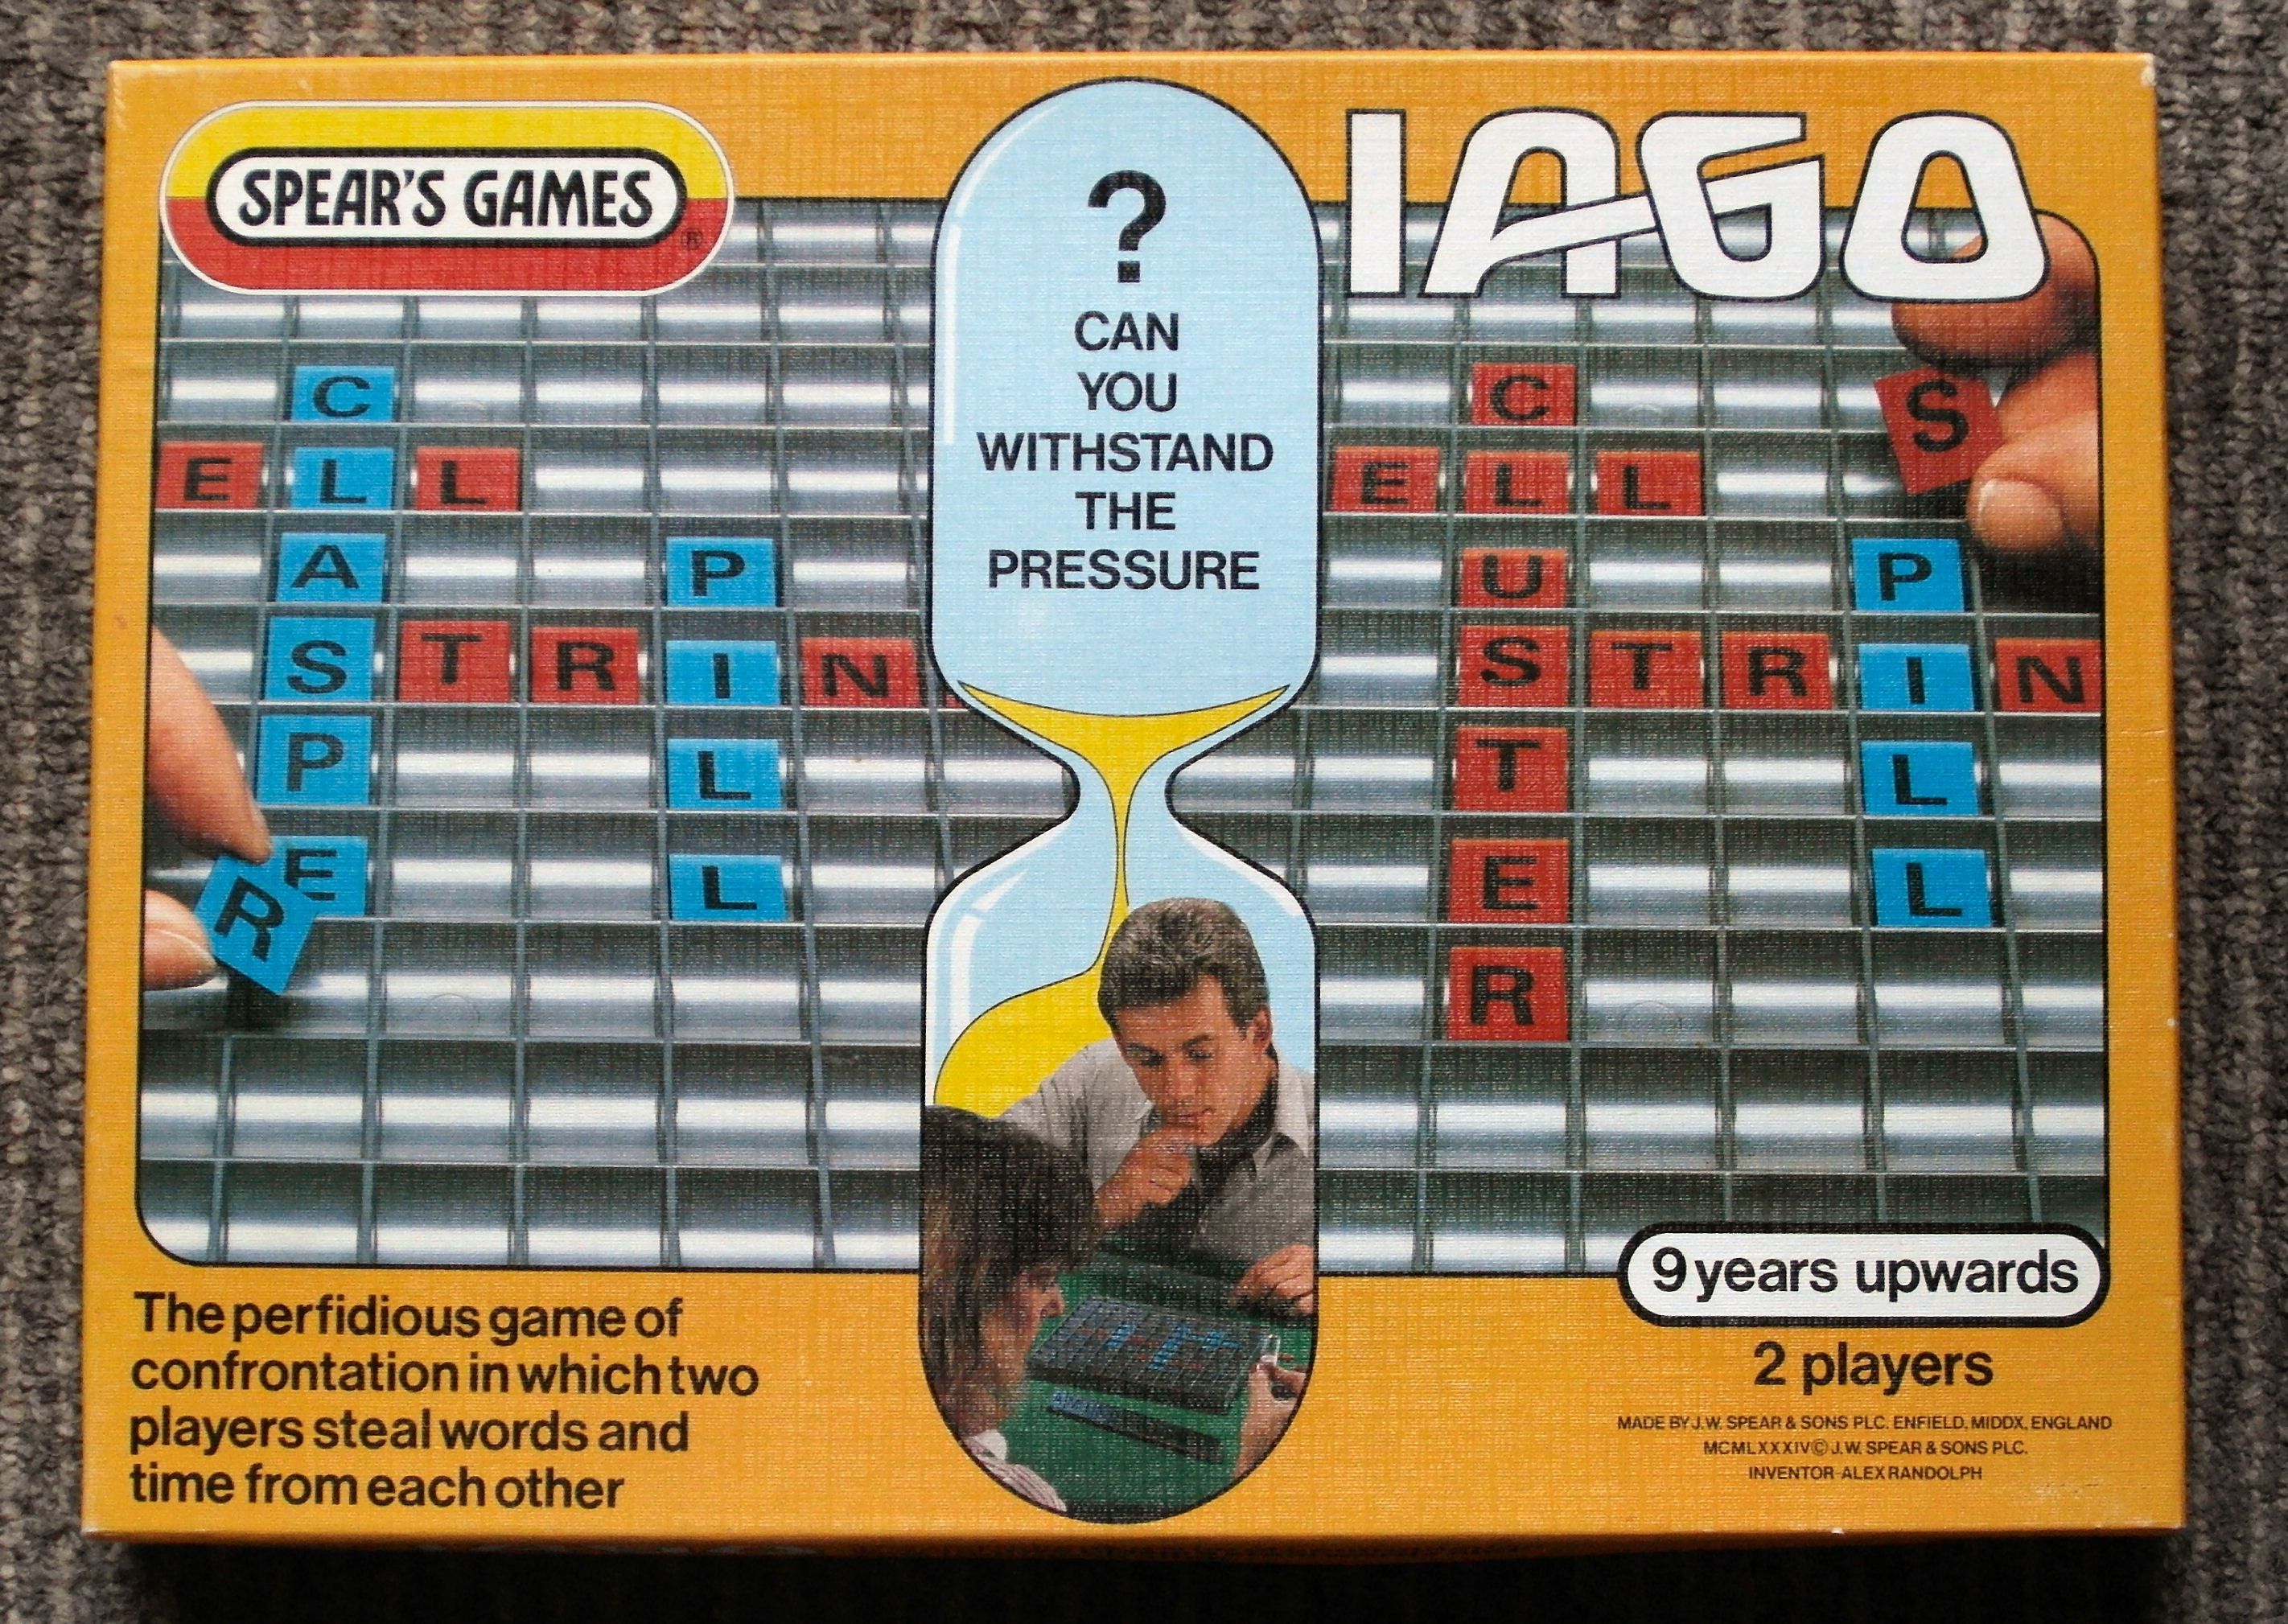 SPEAR'S GAMES
®
IAGO
?
CAN
YOU
WITHSTAND
THE
PRESSURE
C
E L L
A
P
S T R I N
P
L
E
R
L
C
S
E L L
U
P
S T R I N
T
L
E
L
R
The perfidious game of
confrontation in which two
players steal words and
time from each other
9 years upwards
2 players
MADE BY J.W. SPEAR & SONS PLC. ENFIELD, MIDDX, ENGLAND
MCMLXXXIV © J.W. SPEAR & SONS PLC.
INVENTOR-ALEX RANDOLPH